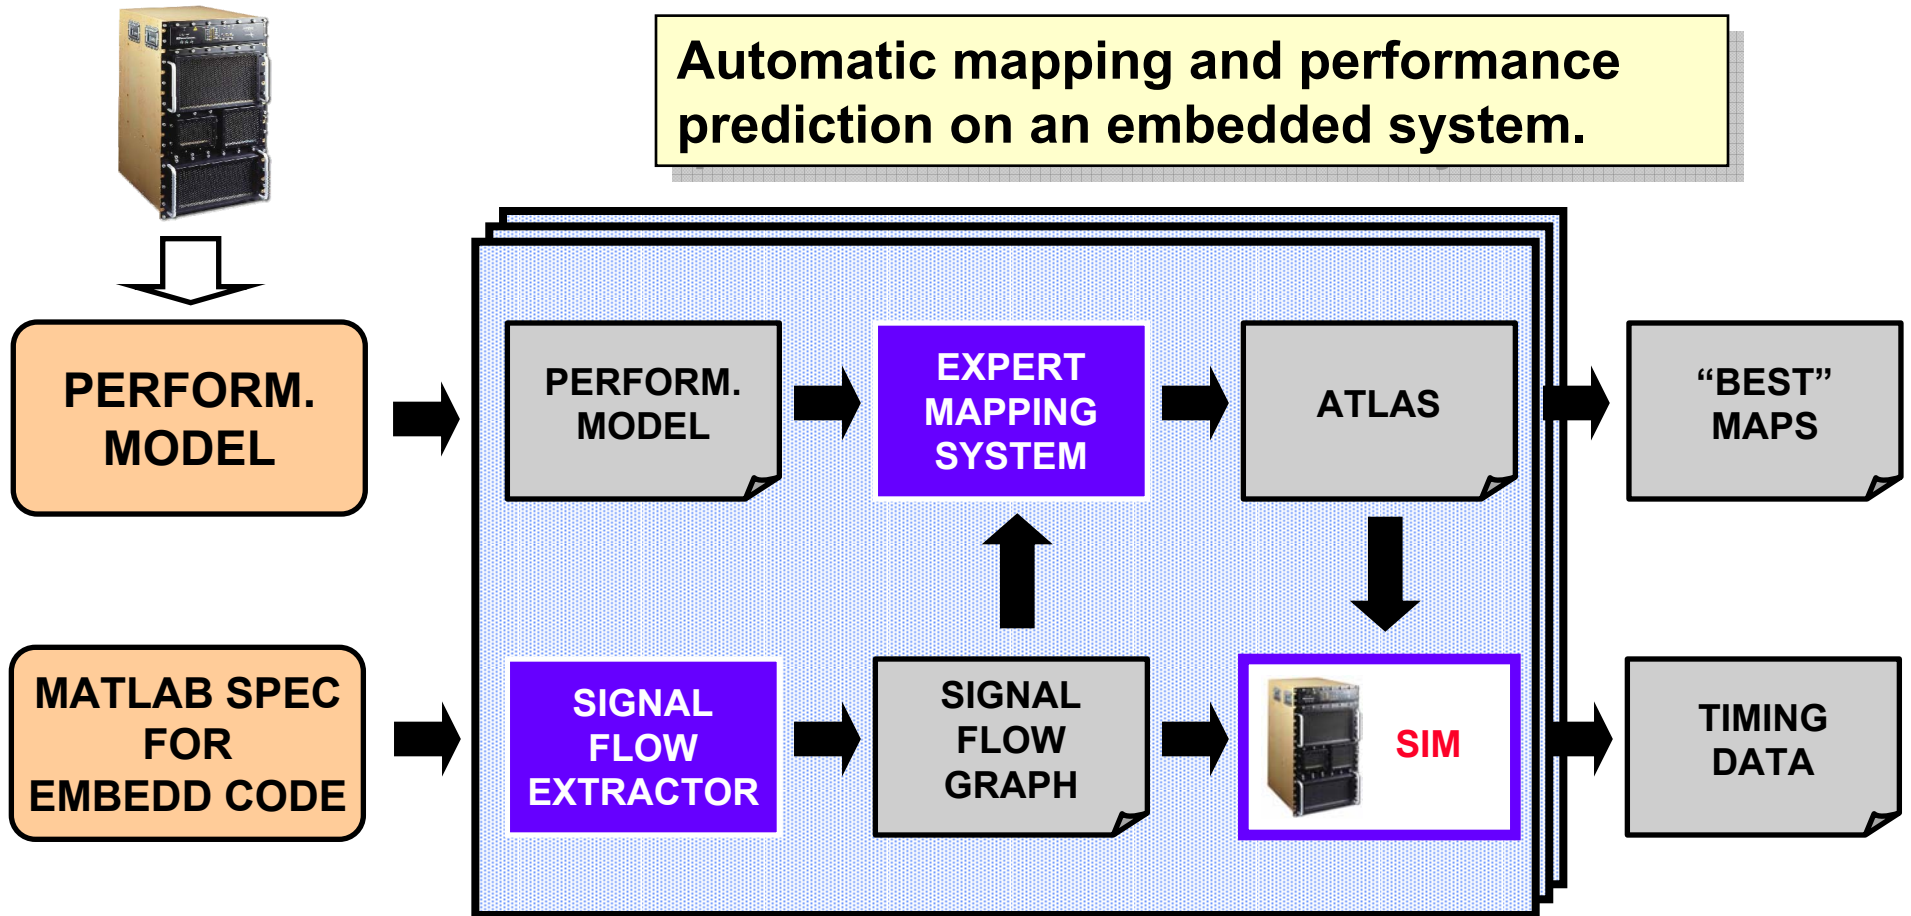 Automatic mapping and performance
prediction on an embedded system.
PERFORM.
MODEL
PERFORM.
MODEL
EXPERT
MAPPING
SYSTEM
ATLAS
“BEST”
MAPS
MATLAB SPEC
FOR
EMBEDD CODE
SIGNAL
FLOW
EXTRACTOR
SIGNAL
FLOW
GRAPH
SIM
TIMING
DATA